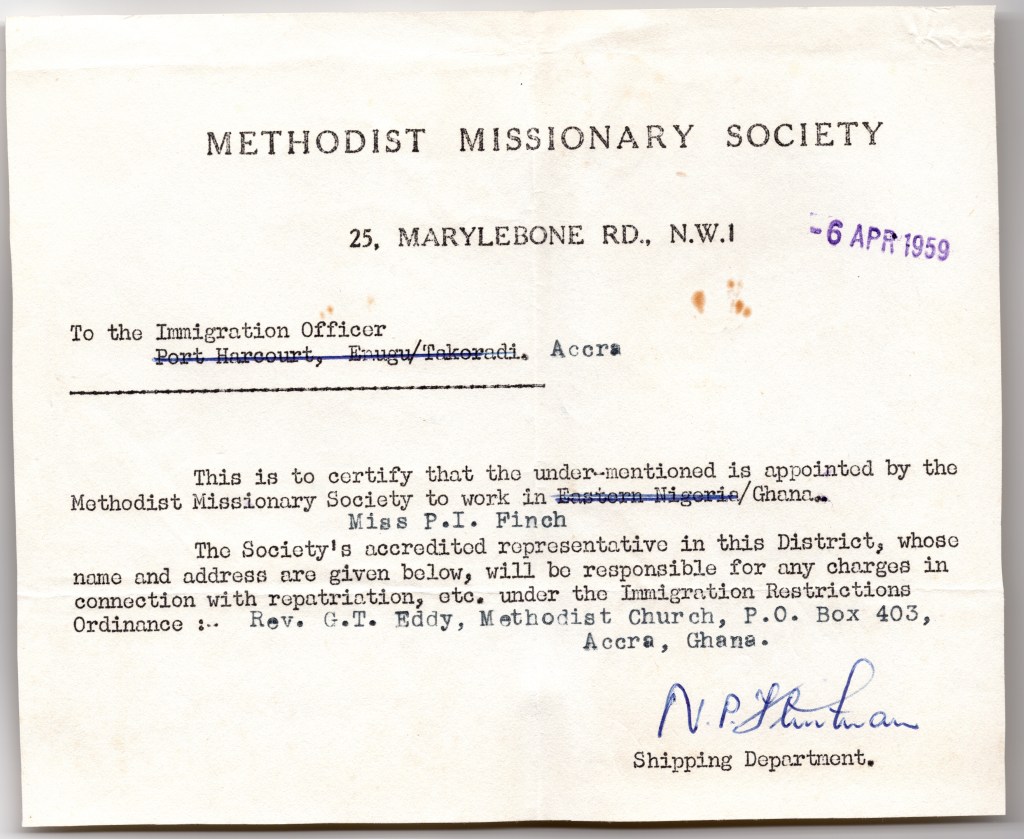 METHODIST MISSIONARY SOCIETY
25, MARYLEBONE RD., N.W.1
-6 APR 1959
To the Immigration Officer
Port Harcourt, Enugu/Takoradi. Accra
This is to certify that the under-mentioned is appointed by the
Methodist Missionary Society to work in Eastern Nigeria/Ghana.
Miss P.I. Finch
The Society's accredited representative in this District, whose
name and address are given below, will be responsible for any charges in
connection with repatriation, etc. under the Immigration Restrictions
Ordinance :- Rev. G.T. Eddy, Methodist Church, P.O. Box 403,
Accra, Ghana.
N.P.
Shipping Department.